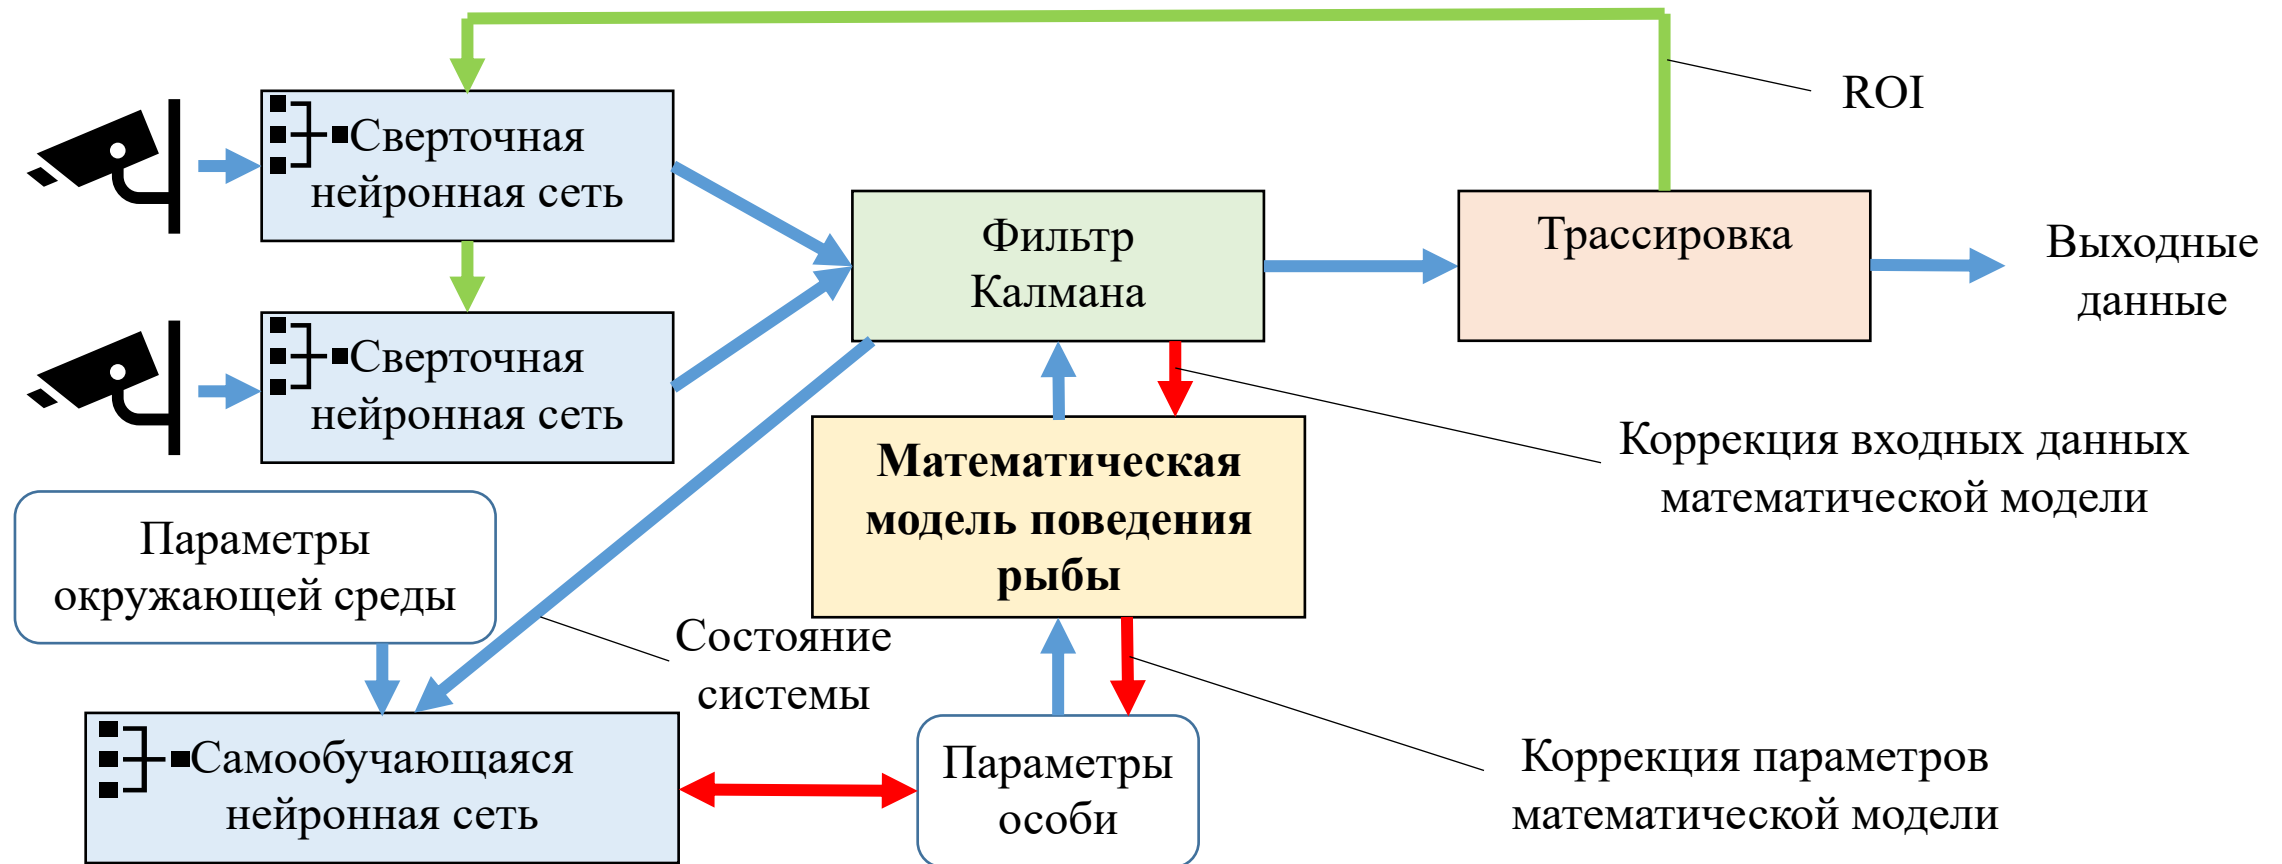 ROI
Сверточная
нейронная сеть
Фильтр
Калмана
Трассировка
Выходные
данные
Сверточная
нейронная сеть
Коррекция входных данных
математической модели
Математическая
модель поведения
рыбы
Параметры
окружающей среды
Состояние
системы
Самообучающаяся
нейронная сеть
Параметры
особи
Коррекция параметров
математической модели